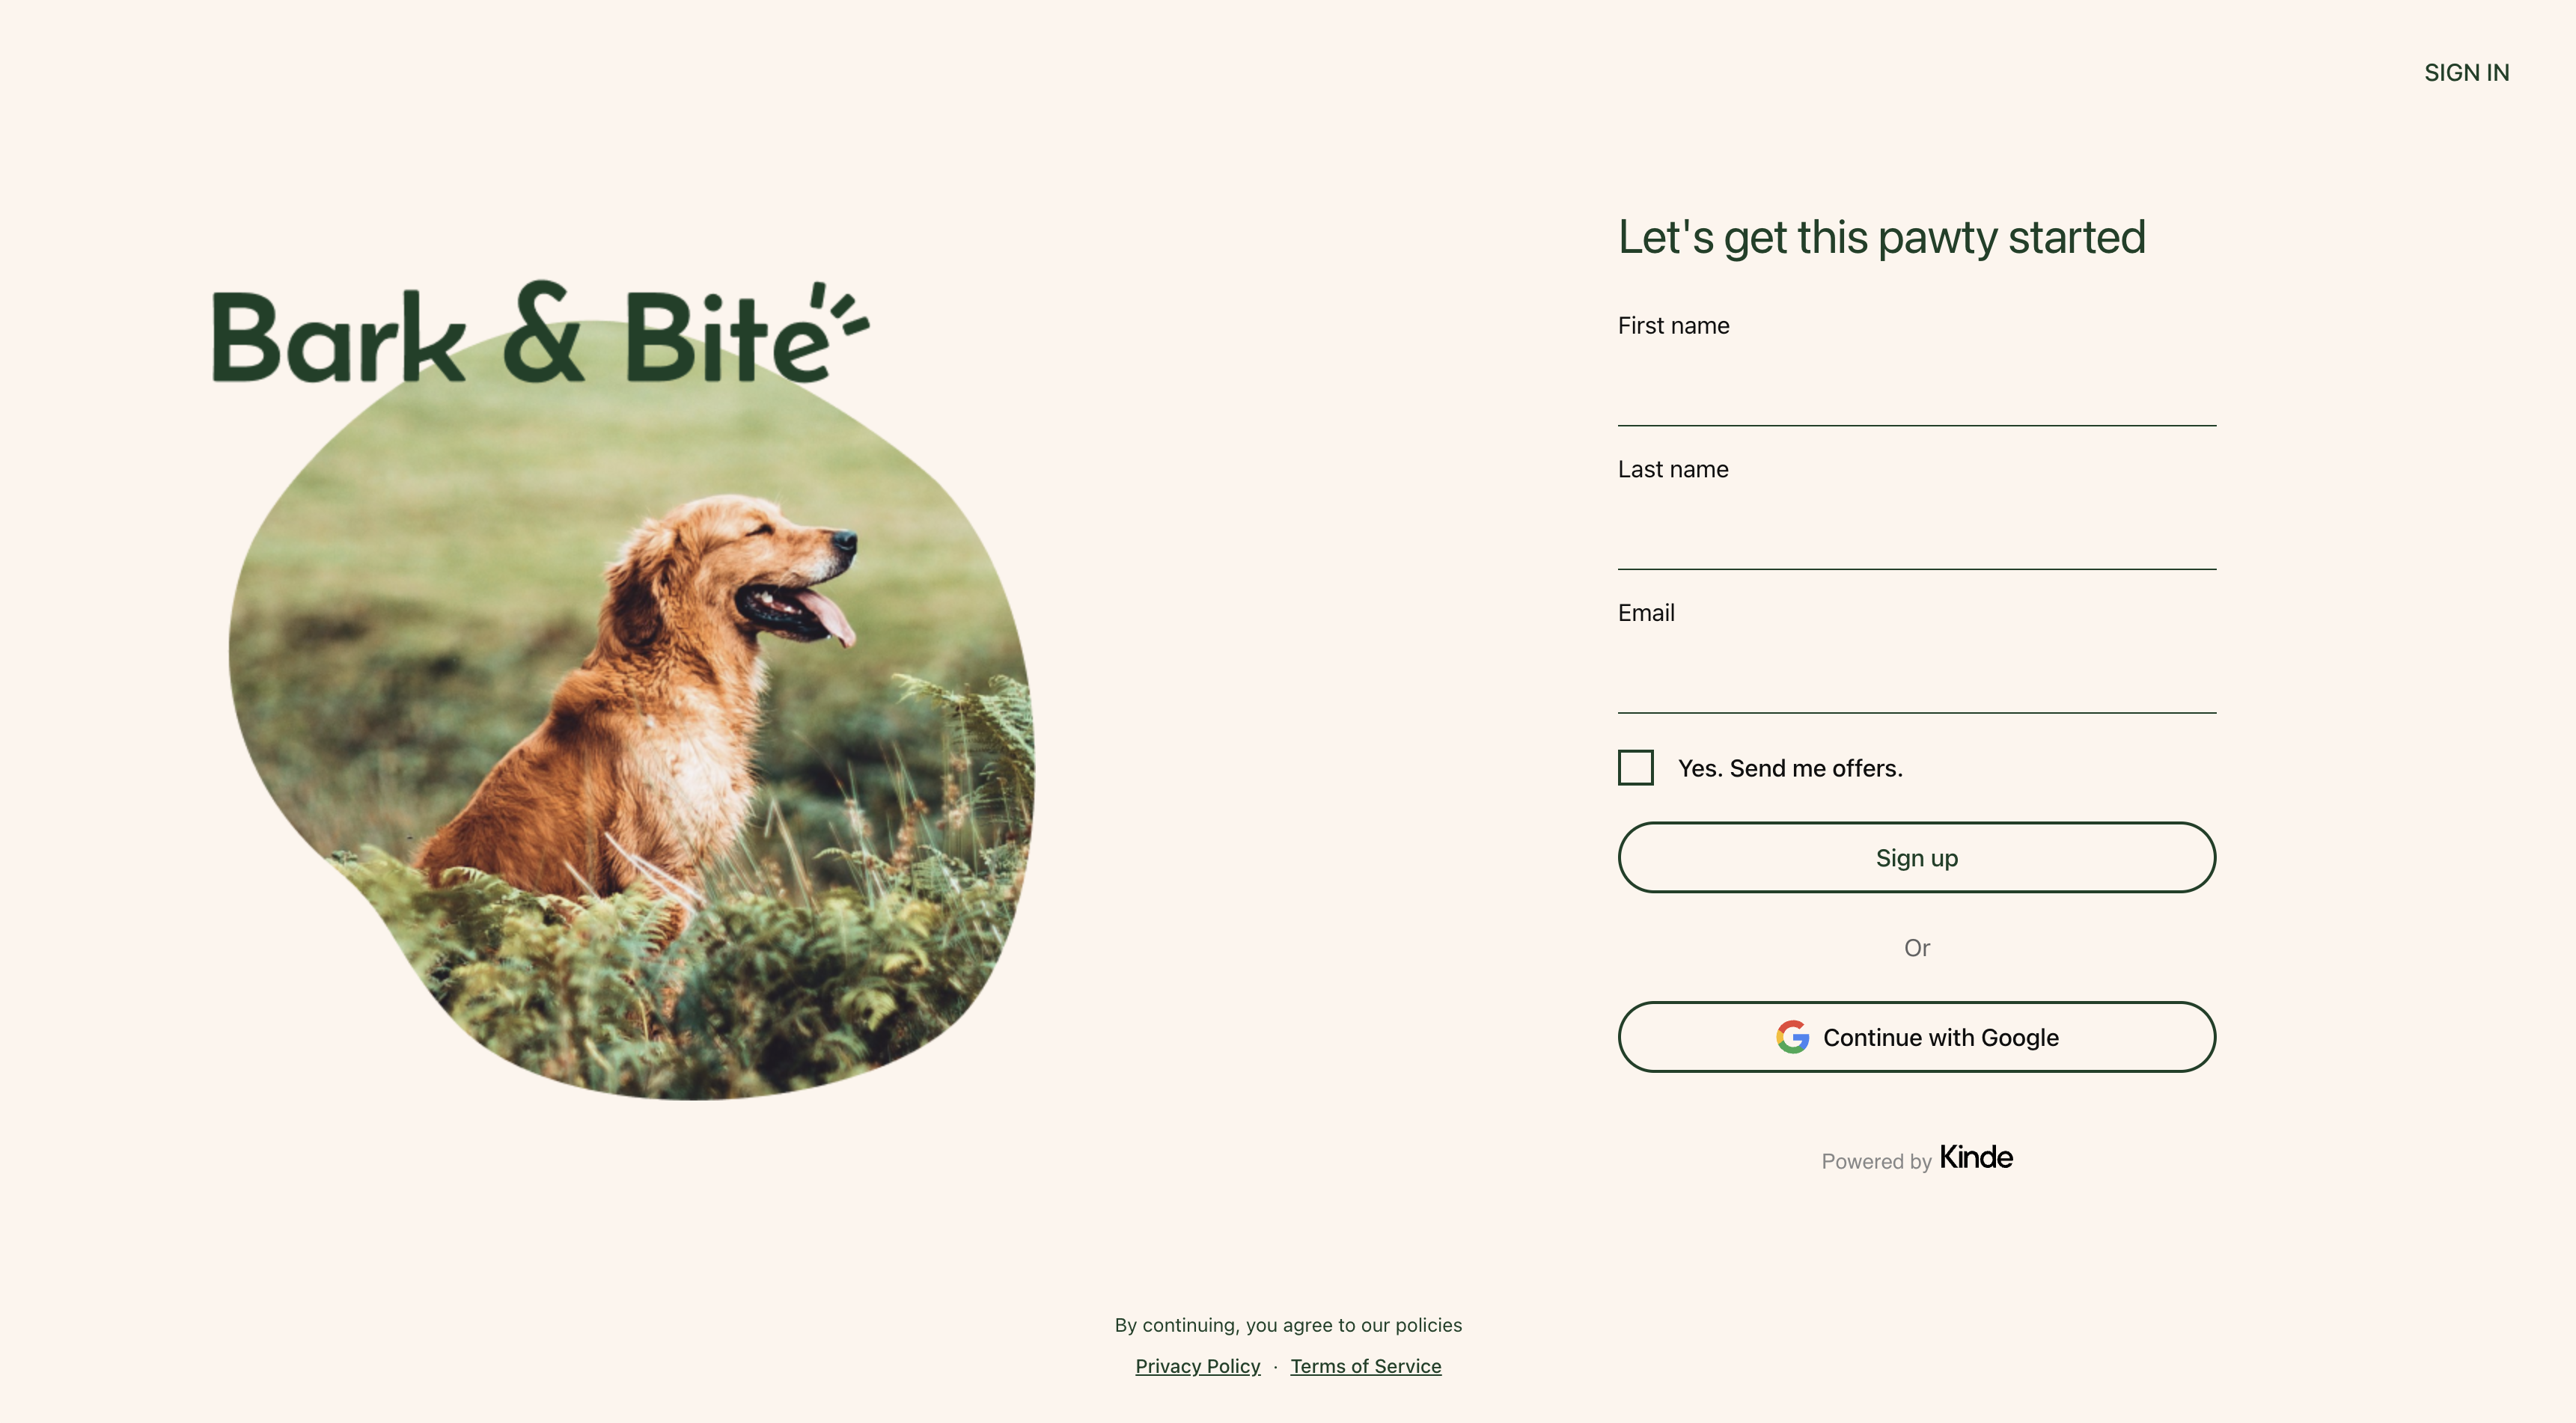 SIGN IN
Bark & Bite
Let's get this pawty started
First name
Last name
Email
Yes. Send me offers.
Sign up
Or
Continue with Google
Powered by Kinde
By continuing, you agree to our policies
Privacy Policy · Terms of Service